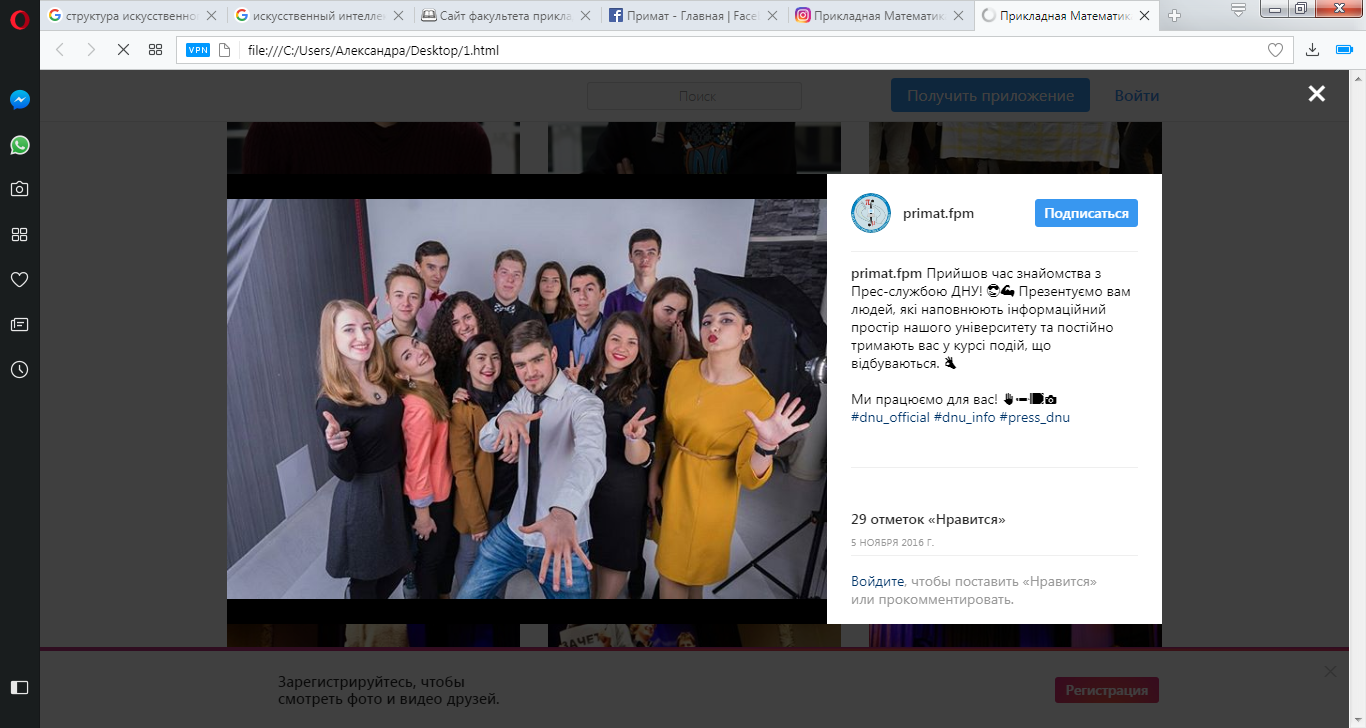 структура искусственно
искусственный интеллек
Сайт факультета прикла
Примат - Главная | Face
Прикладная Математик
Прикладная Математик
VPN
file:///C:/Users/Александра/Desktop/1.html
Поиск
Получить приложение
Войти
primat.fpm
Подписаться
primat.fpm Прийшов час знайомства з
Прес-службою ДНУ! 😎💪 Презентуємо вам
людей, які наповнюють інформаційний
простір нашого університету та постійно
тримають вас у курсі подій, що
відбуваються.
Ми працюємо для вас!
#dnu_official #dnu_info #press_dnu
29 отметок «Нравится»
5 НОЯБРЯ 2016 Г.
Войдите, чтобы поставить «Нравится»
или прокомментировать.
ЗАЧЕТ
Зарегистрируйтесь, чтобы
смотреть фото и видео друзей.
Регистрация